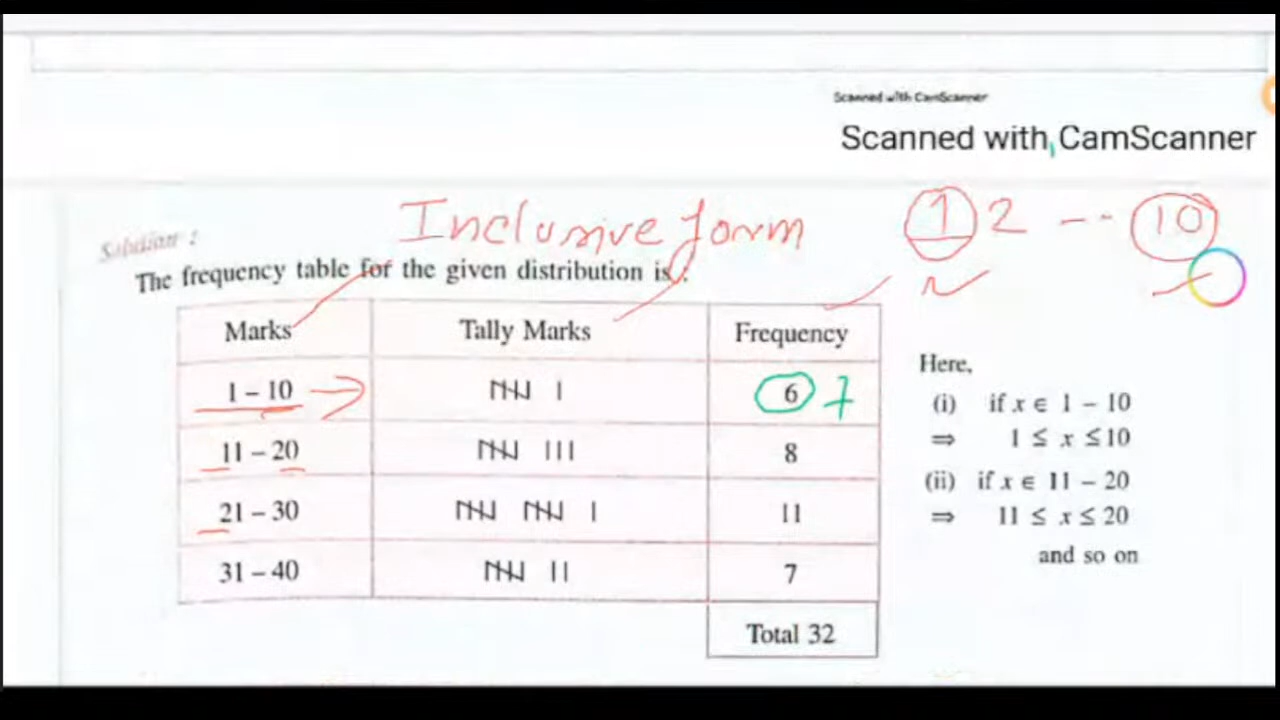 Scanned with CamScanner
Scanned with CamScanner
Inclusive form
1 2 -- -- 10
Solution :
The frequency table for the given distribution is :
Marks Tally Marks Frequency
1 – 10 6 7
11 – 20 8
21 – 30 11
31 – 40 7
Total 32
Here,
(i) if x ∈ 1 – 10
⇒ 1 ≤ x ≤ 10
(ii) if x ∈ 11 – 20
⇒ 11 ≤ x ≤ 20
and so on